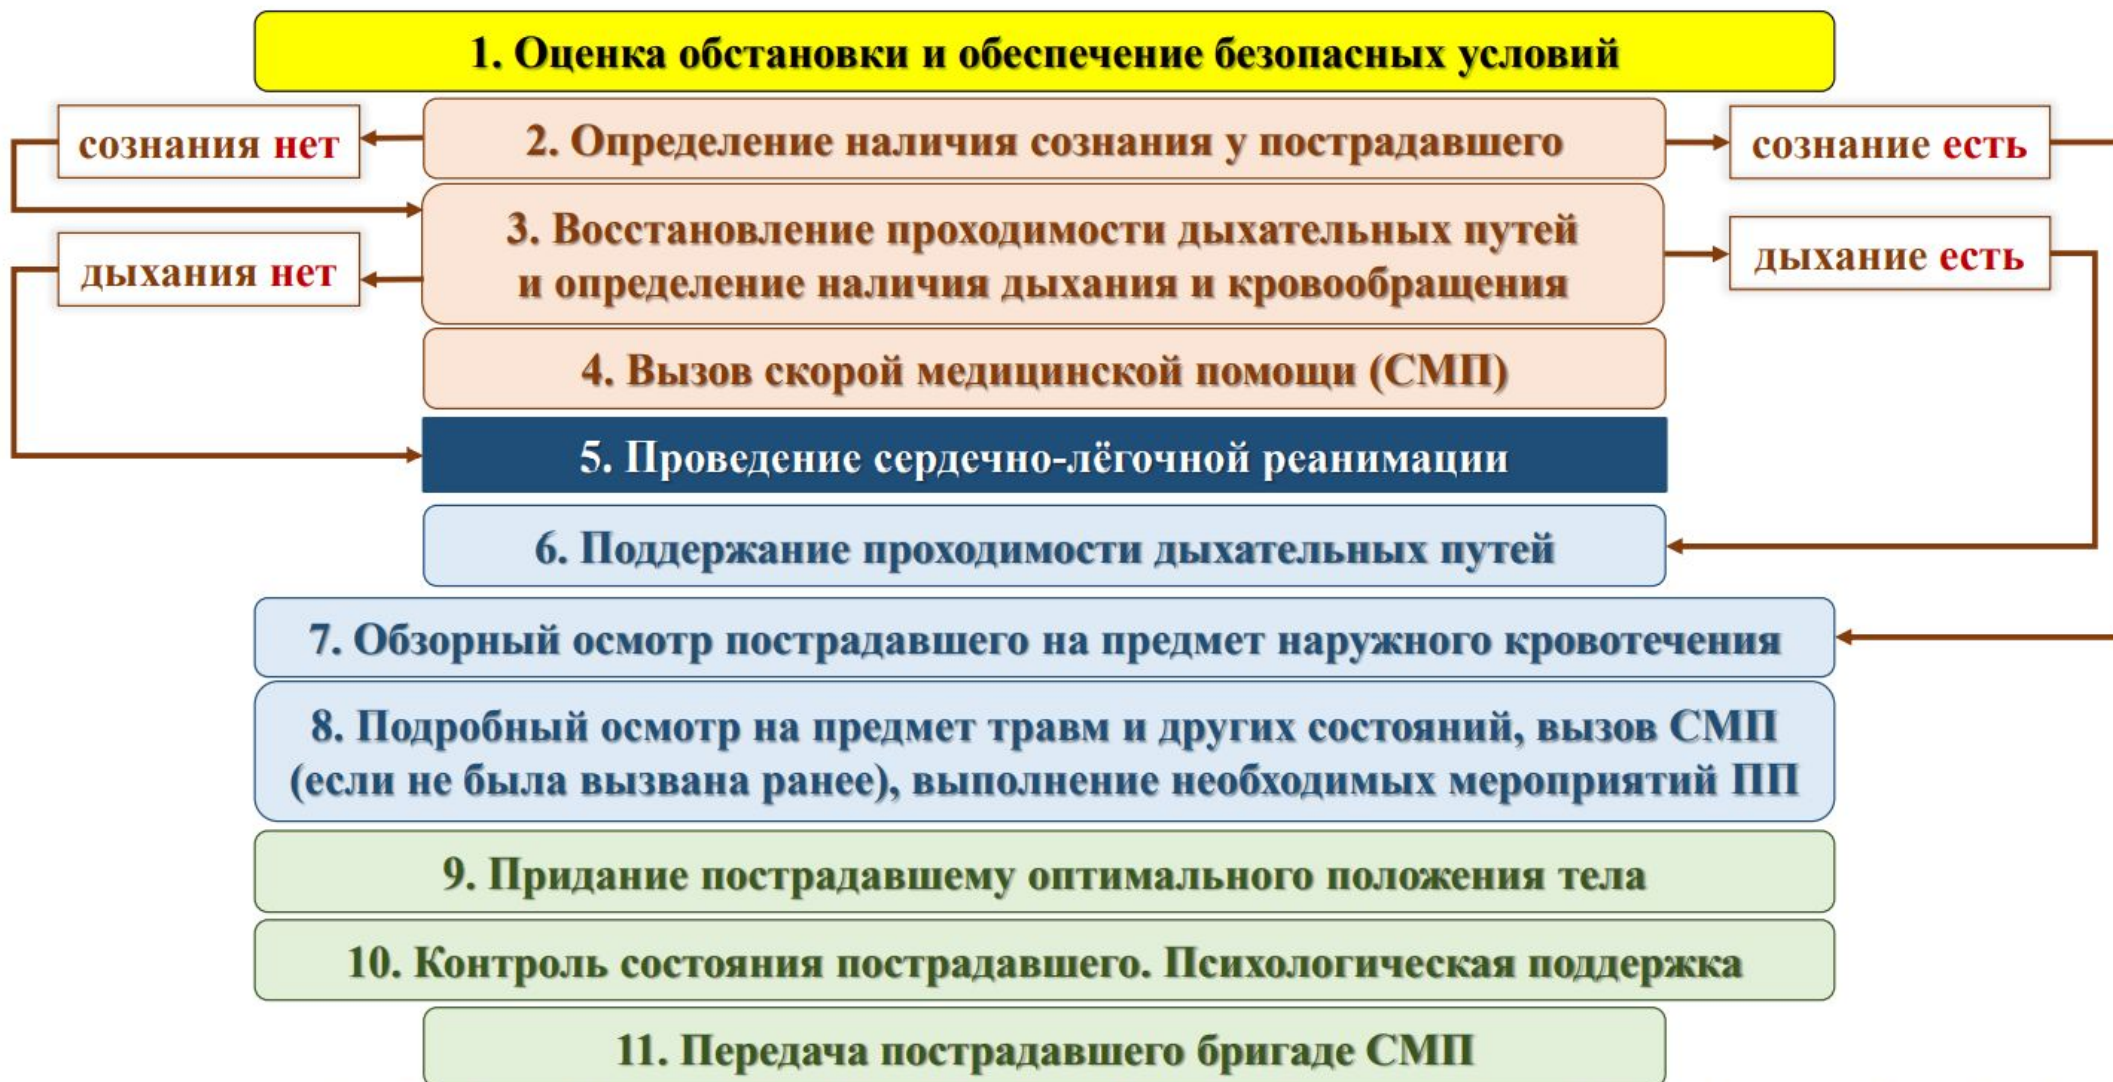 1. Оценка обстановки и обеспечение безопасных условий
сознания нет
2. Определение наличия сознания у пострадавшего
сознание есть
3. Восстановление проходимости дыхательных путей
и определение наличия дыхания и кровообращения
дыхания нет
дыхание есть
4. Вызов скорой медицинской помощи (СМП)
5. Проведение сердечно-лёгочной реанимации
6. Поддержание проходимости дыхательных путей
7. Обзорный осмотр пострадавшего на предмет наружного кровотечения
8. Подробный осмотр на предмет травм и других состояний, вызов СМП
(если не была вызвана ранее), выполнение необходимых мероприятий ПП
9. Придание пострадавшему оптимального положения тела
10. Контроль состояния пострадавшего. Психологическая поддержка
11. Передача пострадавшего бригаде СМП